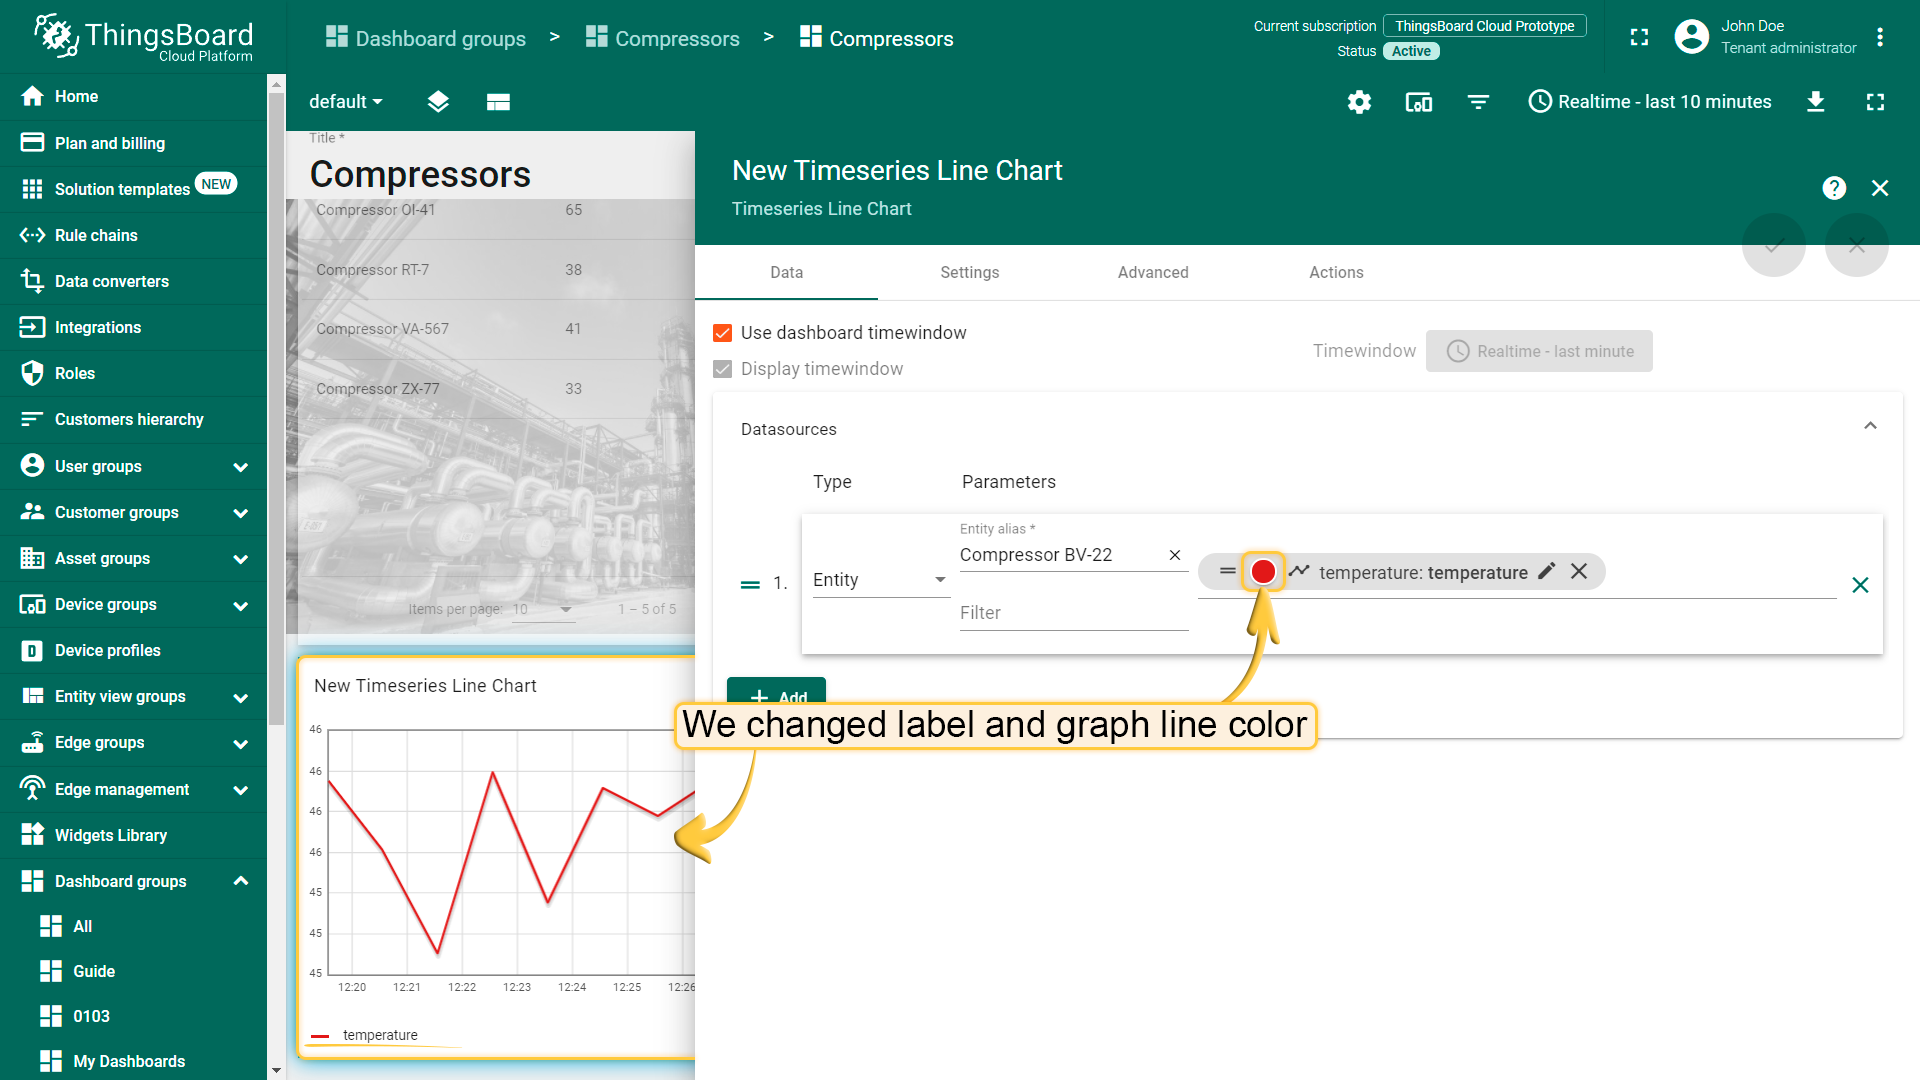 ThingsBoard
Cloud Platform
Dashboard groups > Compressors > Compressors
Current subscription ThingsBoard Cloud Prototype
Status Active
John Doe
Tenant administrator
default
Realtime - last 10 minutes
Home
Plan and billing
Solution templates NEW
Rule chains
Data converters
Integrations
Roles
Customers hierarchy
User groups
Customer groups
Asset groups
Device groups
Device profiles
Entity view groups
Edge groups
Edge management
Widgets Library
Dashboard groups
All
Guide
0103
My Dashboards
Title *
Compressors
Compressor OI-41 65
Compressor RT-7 38
Compressor VA-567 41
Compressor ZX-77 33
Items per page: 10 1 – 5 of 5
New Timeseries Line Chart
46
46
46
46
45
45
45
12:20 12:21 12:22 12:23 12:24 12:25 12:26
temperature
New Timeseries Line Chart
Timeseries Line Chart
Data Settings Advanced Actions
Use dashboard timewindow
Display timewindow
Timewindow Realtime - last minute
Datasources
Type Parameters
1. Entity
Entity alias *
Compressor BV-22
Filter
temperature: temperature
+ Add
We changed label and graph line color